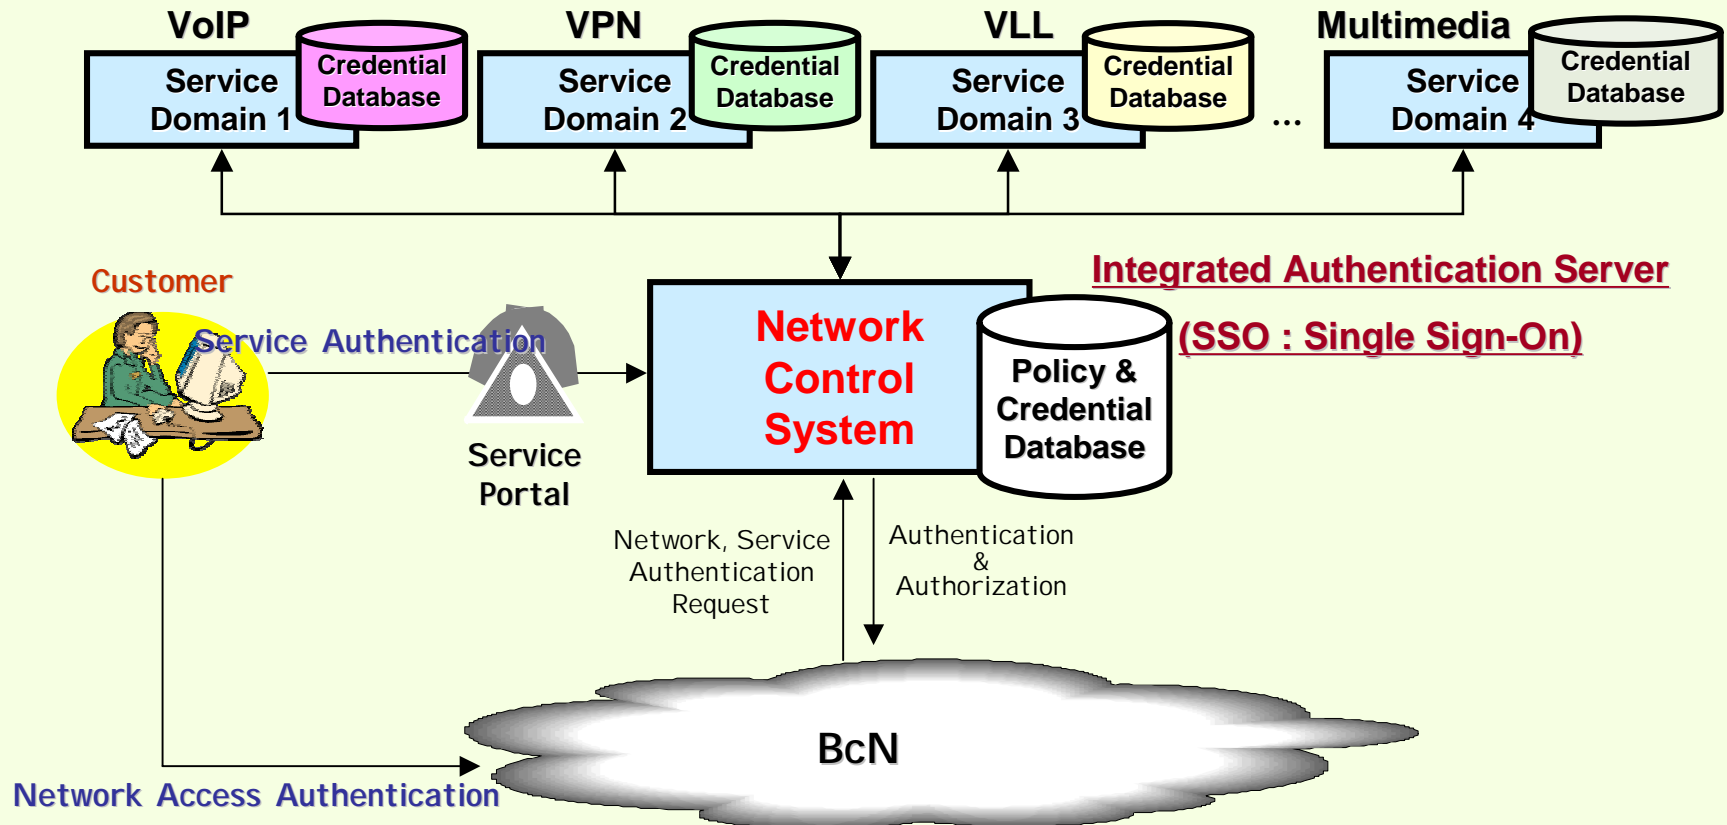 VoIP
VPN
VLL
Multimedia
Service
Domain 1
Credential
Database
Service
Domain 2
Credential
Database
Service
Domain 3
Credential
Database
...
Service
Domain 4
Credential
Database
Customer
Service Authentication
Service
Portal
Network
Control
System
Policy &
Credential
Database
Integrated Authentication Server
(SSO : Single Sign-On)
Network, Service
Authentication
Request
Authentication
&
Authorization
BcN
Network Access Authentication